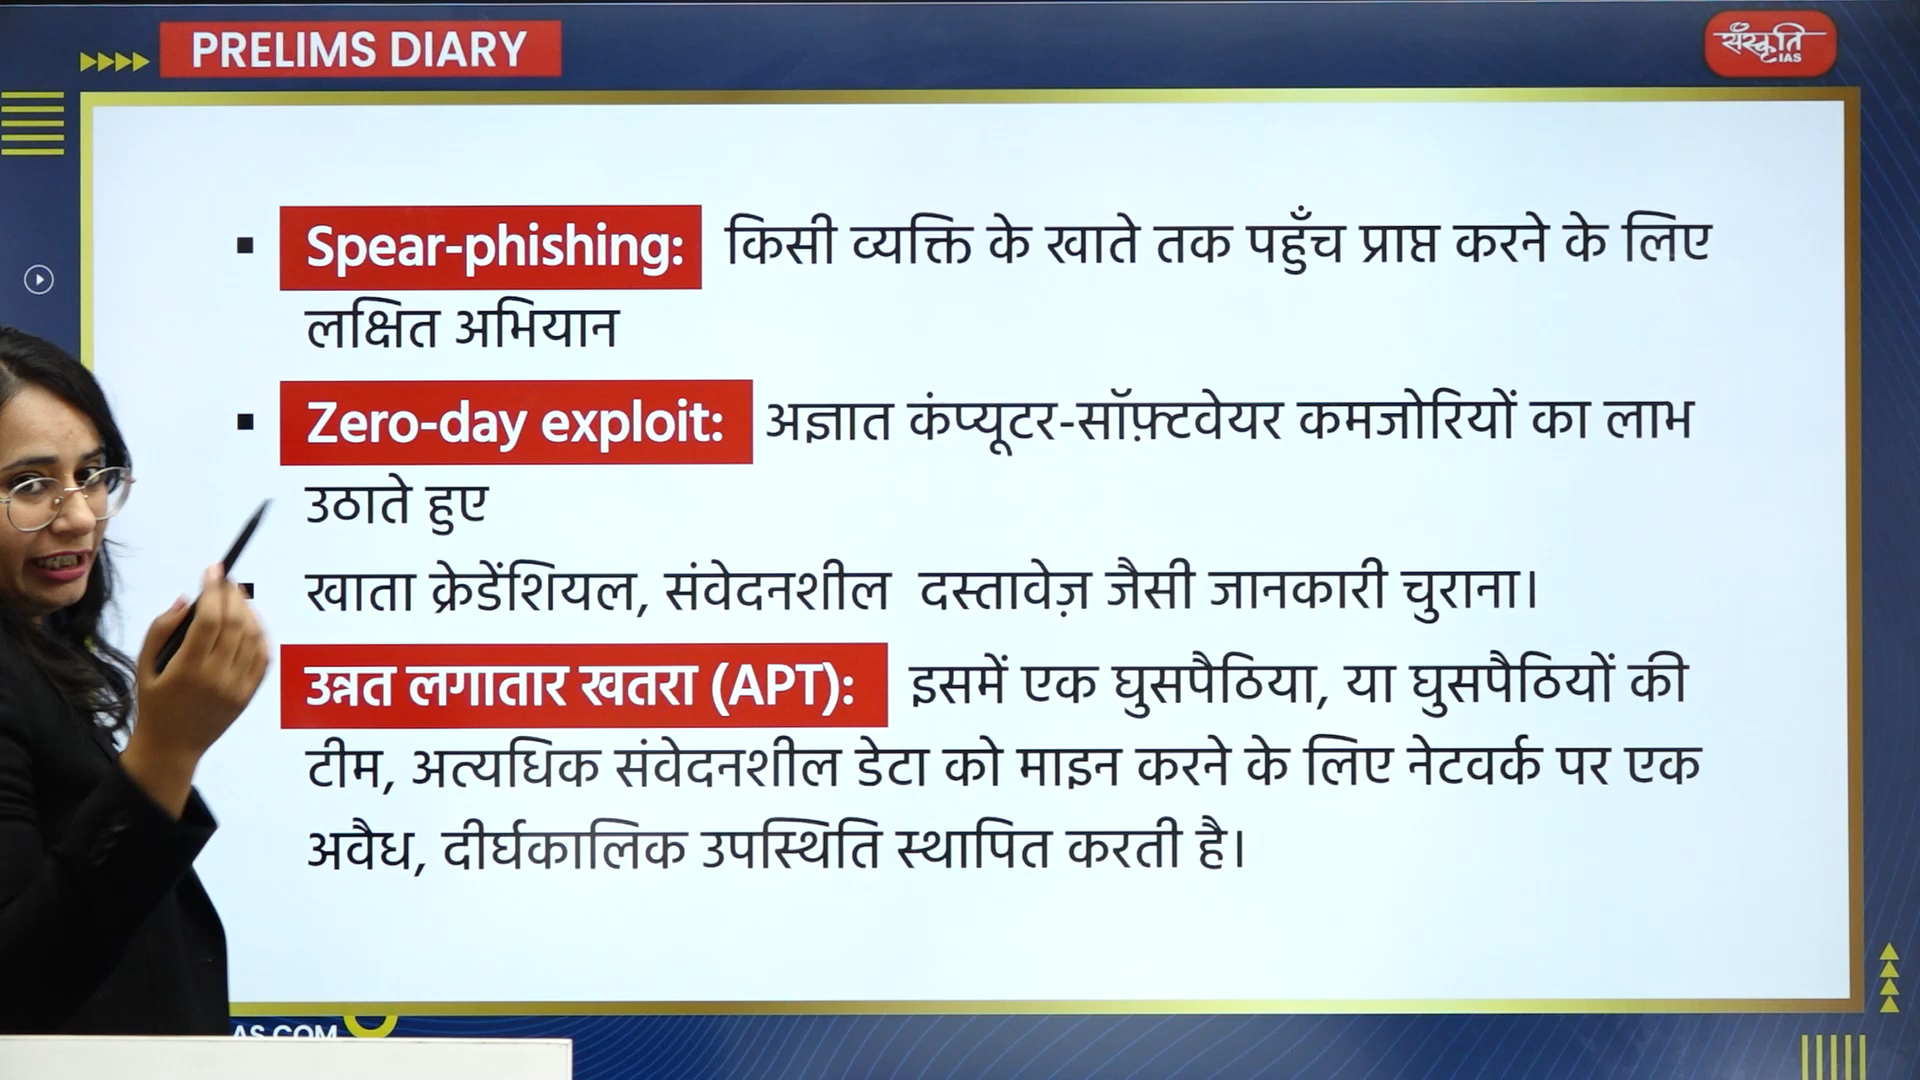 PRELIMS DIARY
संस्कृति
IAS
Spear-phishing: किसी व्यक्ति के खाते तक पहुँच प्राप्त करने के लिए
लक्षित अभियान
Zero-day exploit: अज्ञात कंप्यूटर-सॉफ़्टवेयर कमजोरियों का लाभ
उठाते हुए
खाता क्रेडेंशियल, संवेदनशील दस्तावेज़ जैसी जानकारी चुराना।
उन्नत लगातार खतरा (APT): इसमें एक घुसपैठिया, या घुसपैठियों की
टीम, अत्यधिक संवेदनशील डेटा को माइन करने के लिए नेटवर्क पर एक
अवैध, दीर्घकालिक उपस्थिति स्थापित करती है।
AS.COM